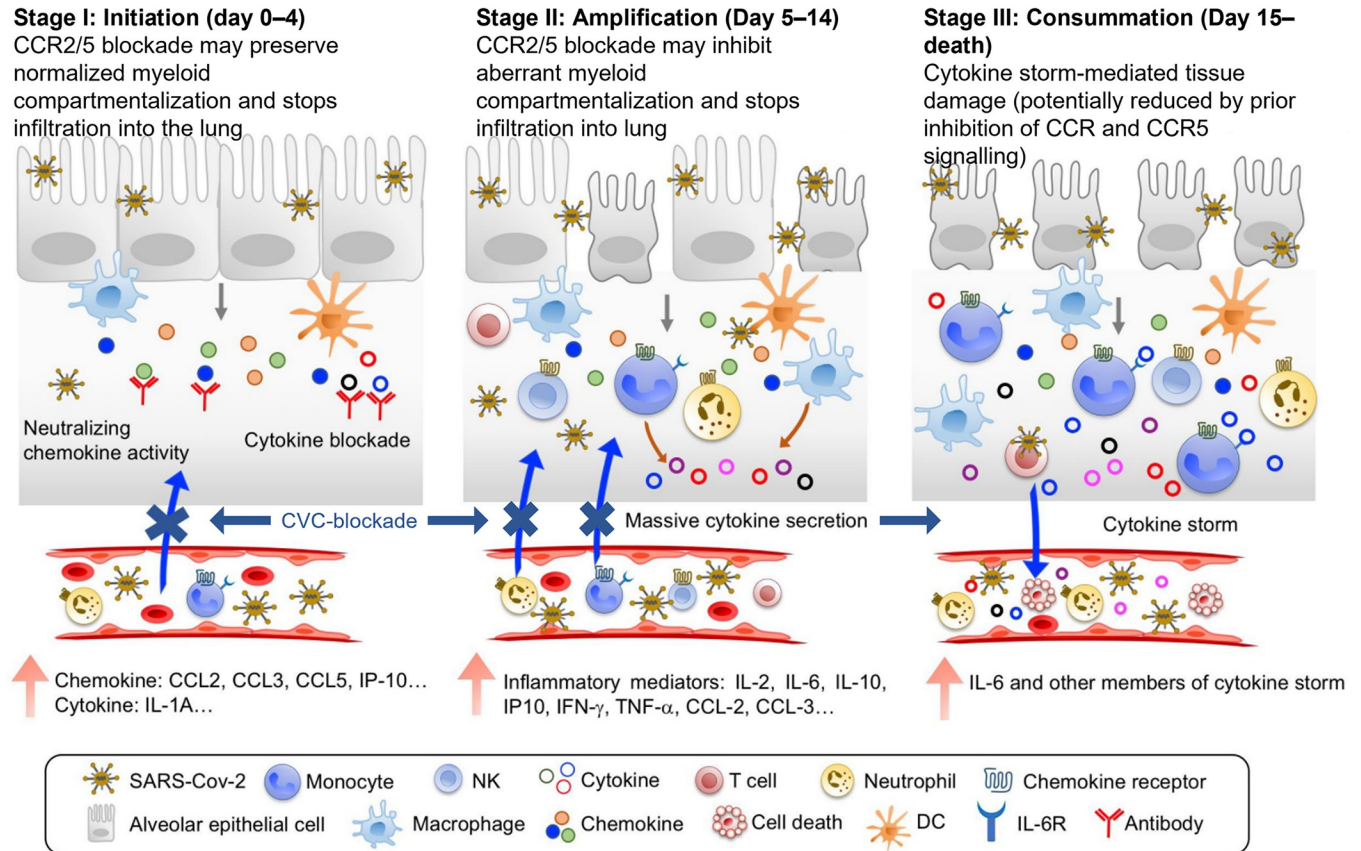 Stage I: Initiation (day 0–4)
CCR2/5 blockade may preserve
normalized myeloid
compartmentalization and stops
infiltration into the lung
Stage II: Amplification (Day 5–14)
CCR2/5 blockade may inhibit
aberrant myeloid
compartmentalization and stops
infiltration into lung
Stage III: Consummation (Day 15–
death)
Cytokine storm-mediated tissue
damage (potentially reduced by prior
inhibition of CCR and CCR5
signalling)
Neutralizing
chemokine activity
Cytokine blockade
CVC-blockade
Massive cytokine secretion
Cytokine storm
Chemokine: CCL2, CCL3, CCL5, IP-10...
Cytokine: IL-1A...
Inflammatory mediators: IL-2, IL-6, IL-10,
IP10, IFN-γ, TNF-α, CCL-2, CCL-3...
IL-6 and other members of cytokine storm
SARS-Cov-2
Monocyte
NK
Cytokine
T cell
Neutrophil
Chemokine receptor
Alveolar epithelial cell
Macrophage
Chemokine
Cell death
DC
IL-6R
Antibody